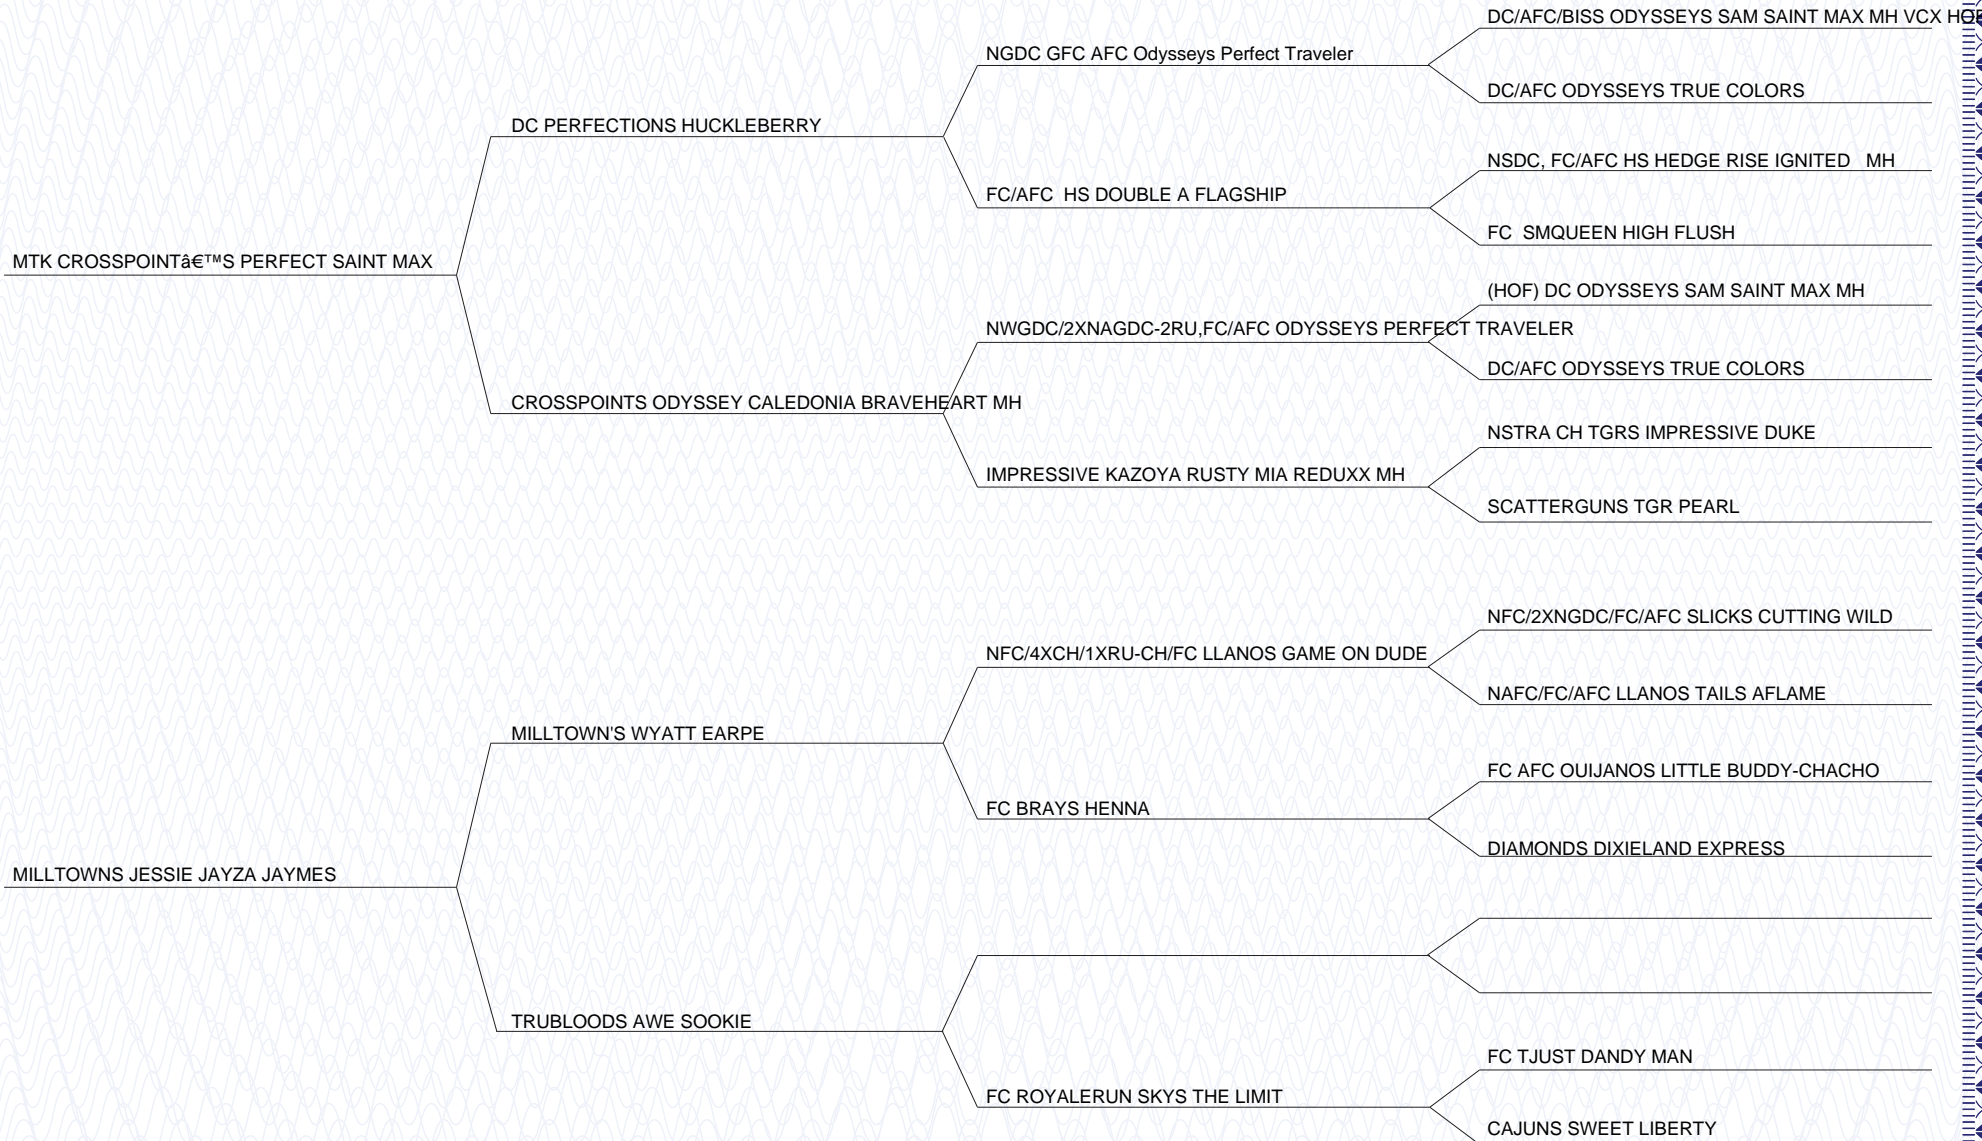 DC/AFC/BISS ODYSSEYS SAM SAINT MAX MH VCX HOF
NGDC GFC AFC Odysseys Perfect Traveler
DC/AFC ODYSSEYS TRUE COLORS
DC PERFECTIONS HUCKLEBERRY
NSDC, FC/AFC HS HEDGE RISE IGNITED   MH
FC/AFC  HS DOUBLE A FLAGSHIP
FC  SMQUEEN HIGH FLUSH
MTK CROSSPOINTâ€™S PERFECT SAINT MAX
(HOF) DC ODYSSEYS SAM SAINT MAX MH
NWGDC/2XNAGDC-2RU,FC/AFC ODYSSEYS PERFECT TRAVELER
DC/AFC ODYSSEYS TRUE COLORS
CROSSPOINTS ODYSSEY CALEDONIA BRAVEHEART MH
NSTRA CH TGRS IMPRESSIVE DUKE
IMPRESSIVE KAZOYA RUSTY MIA REDUXX MH
SCATTERGUNS TGR PEARL
NFC/2XNGDC/FC/AFC SLICKS CUTTING WILD
NFC/4XCH/1XRU-CH/FC LLANOS GAME ON DUDE
NAFC/FC/AFC LLANOS TAILS AFLAME
MILLTOWN'S WYATT EARPE
FC AFC OUIJANOS LITTLE BUDDY-CHACHO
FC BRAYS HENNA
DIAMONDS DIXIELAND EXPRESS
MILLTOWNS JESSIE JAYZA JAYMES
TRUBLOODS AWE SOOKIE
FC TJUST DANDY MAN
FC ROYALERUN SKYS THE LIMIT
CAJUNS SWEET LIBERTY